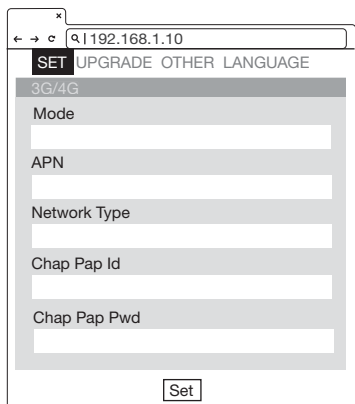 192.168.1.10
SET UPGRADE OTHER LANGUAGE
3G/4G
Mode
APN
Network Type
Chap Pap Id
Chap Pap Pwd
Set